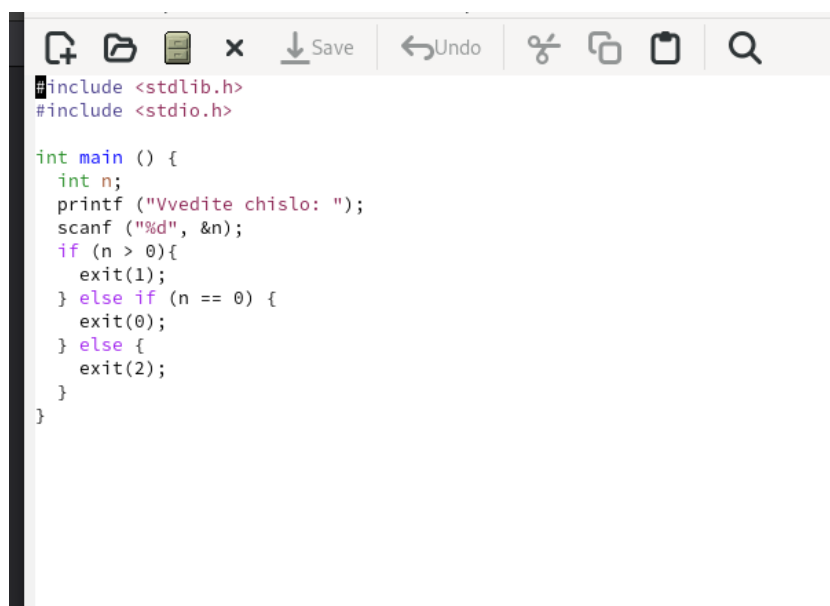 Save Undo
#include <stdlib.h>
#include <stdio.h>

int main () {
  int n;
  printf ("Vvedite chislo: ");
  scanf ("%d", &n);
  if (n > 0){
    exit(1);
  } else if (n == 0) {
    exit(0);
  } else {
    exit(2);
  }
}